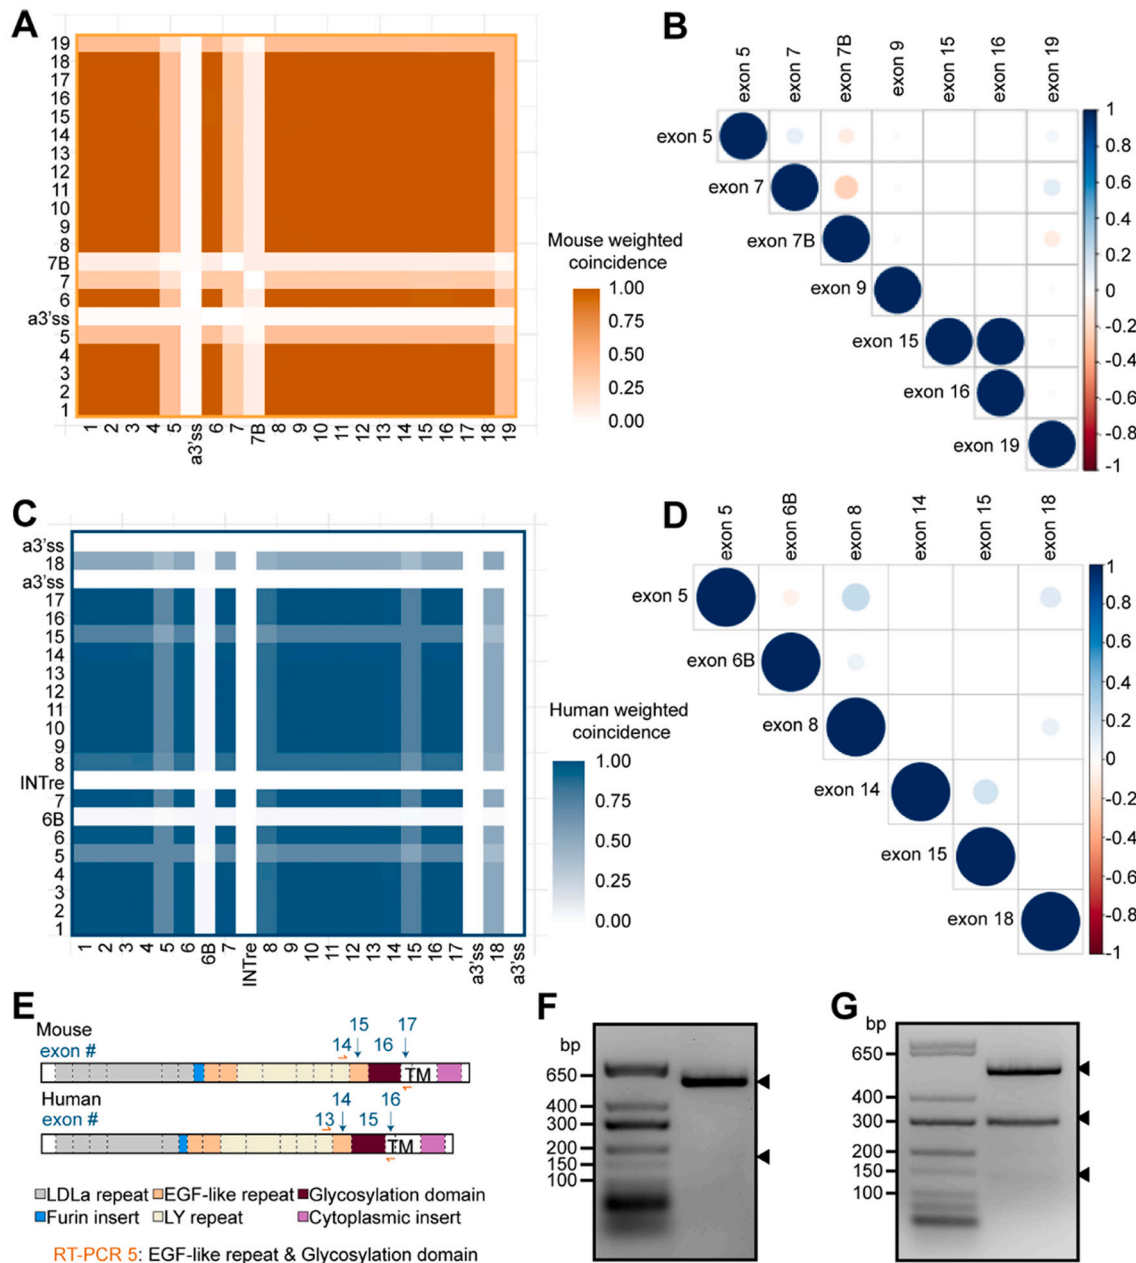 A
19
18
17
16
15
14
13
12
11
10
9
8
7B
7
6
a3'ss
5
4
3
2
1
1 2 3 4 5 a3'ss 6 7 7B 8 9 10 11 12 13 14 15 16 17 18 19
Mouse weighted
coincidence
1.00
0.75
0.50
0.25
0.00
B
exon 5 exon 7 exon 7B exon 9 exon 15 exon 16 exon 19
exon 5
exon 7
exon 7B
exon 9
exon 15
exon 16
exon 19
1
0.8
0.6
0.4
0.2
0
-0.2
-0.4
-0.6
-0.8
-1
C
a3'ss
18
a3'ss
17
16
15
14
13
12
11
10
9
8
INTre
7
6B
6
5
4
3
2
1
1 2 3 4 5 6 6B 7 INTre 8 9 10 11 12 13 14 15 16 17 a3'ss 18 a3'ss
Human weighted
coincidence
1.00
0.75
0.50
0.25
0.00
D
exon 5 exon 6B exon 8 exon 14 exon 15 exon 18
exon 5
exon 6B
exon 8
exon 14
exon 15
exon 18
1
0.8
0.6
0.4
0.2
0
-0.2
-0.4
-0.6
-0.8
-1
E
Mouse
exon #
15 17
14 16
TM
Human
exon #
14 16
13 15
TM
LDLa repeat EGF-like repeat Glycosylation domain
Furin insert LY repeat Cytoplasmic insert
RT-PCR 5: EGF-like repeat & Glycosylation domain
F
bp
650
400
300
200
150
100
G
bp
650
400
300
200
150
100